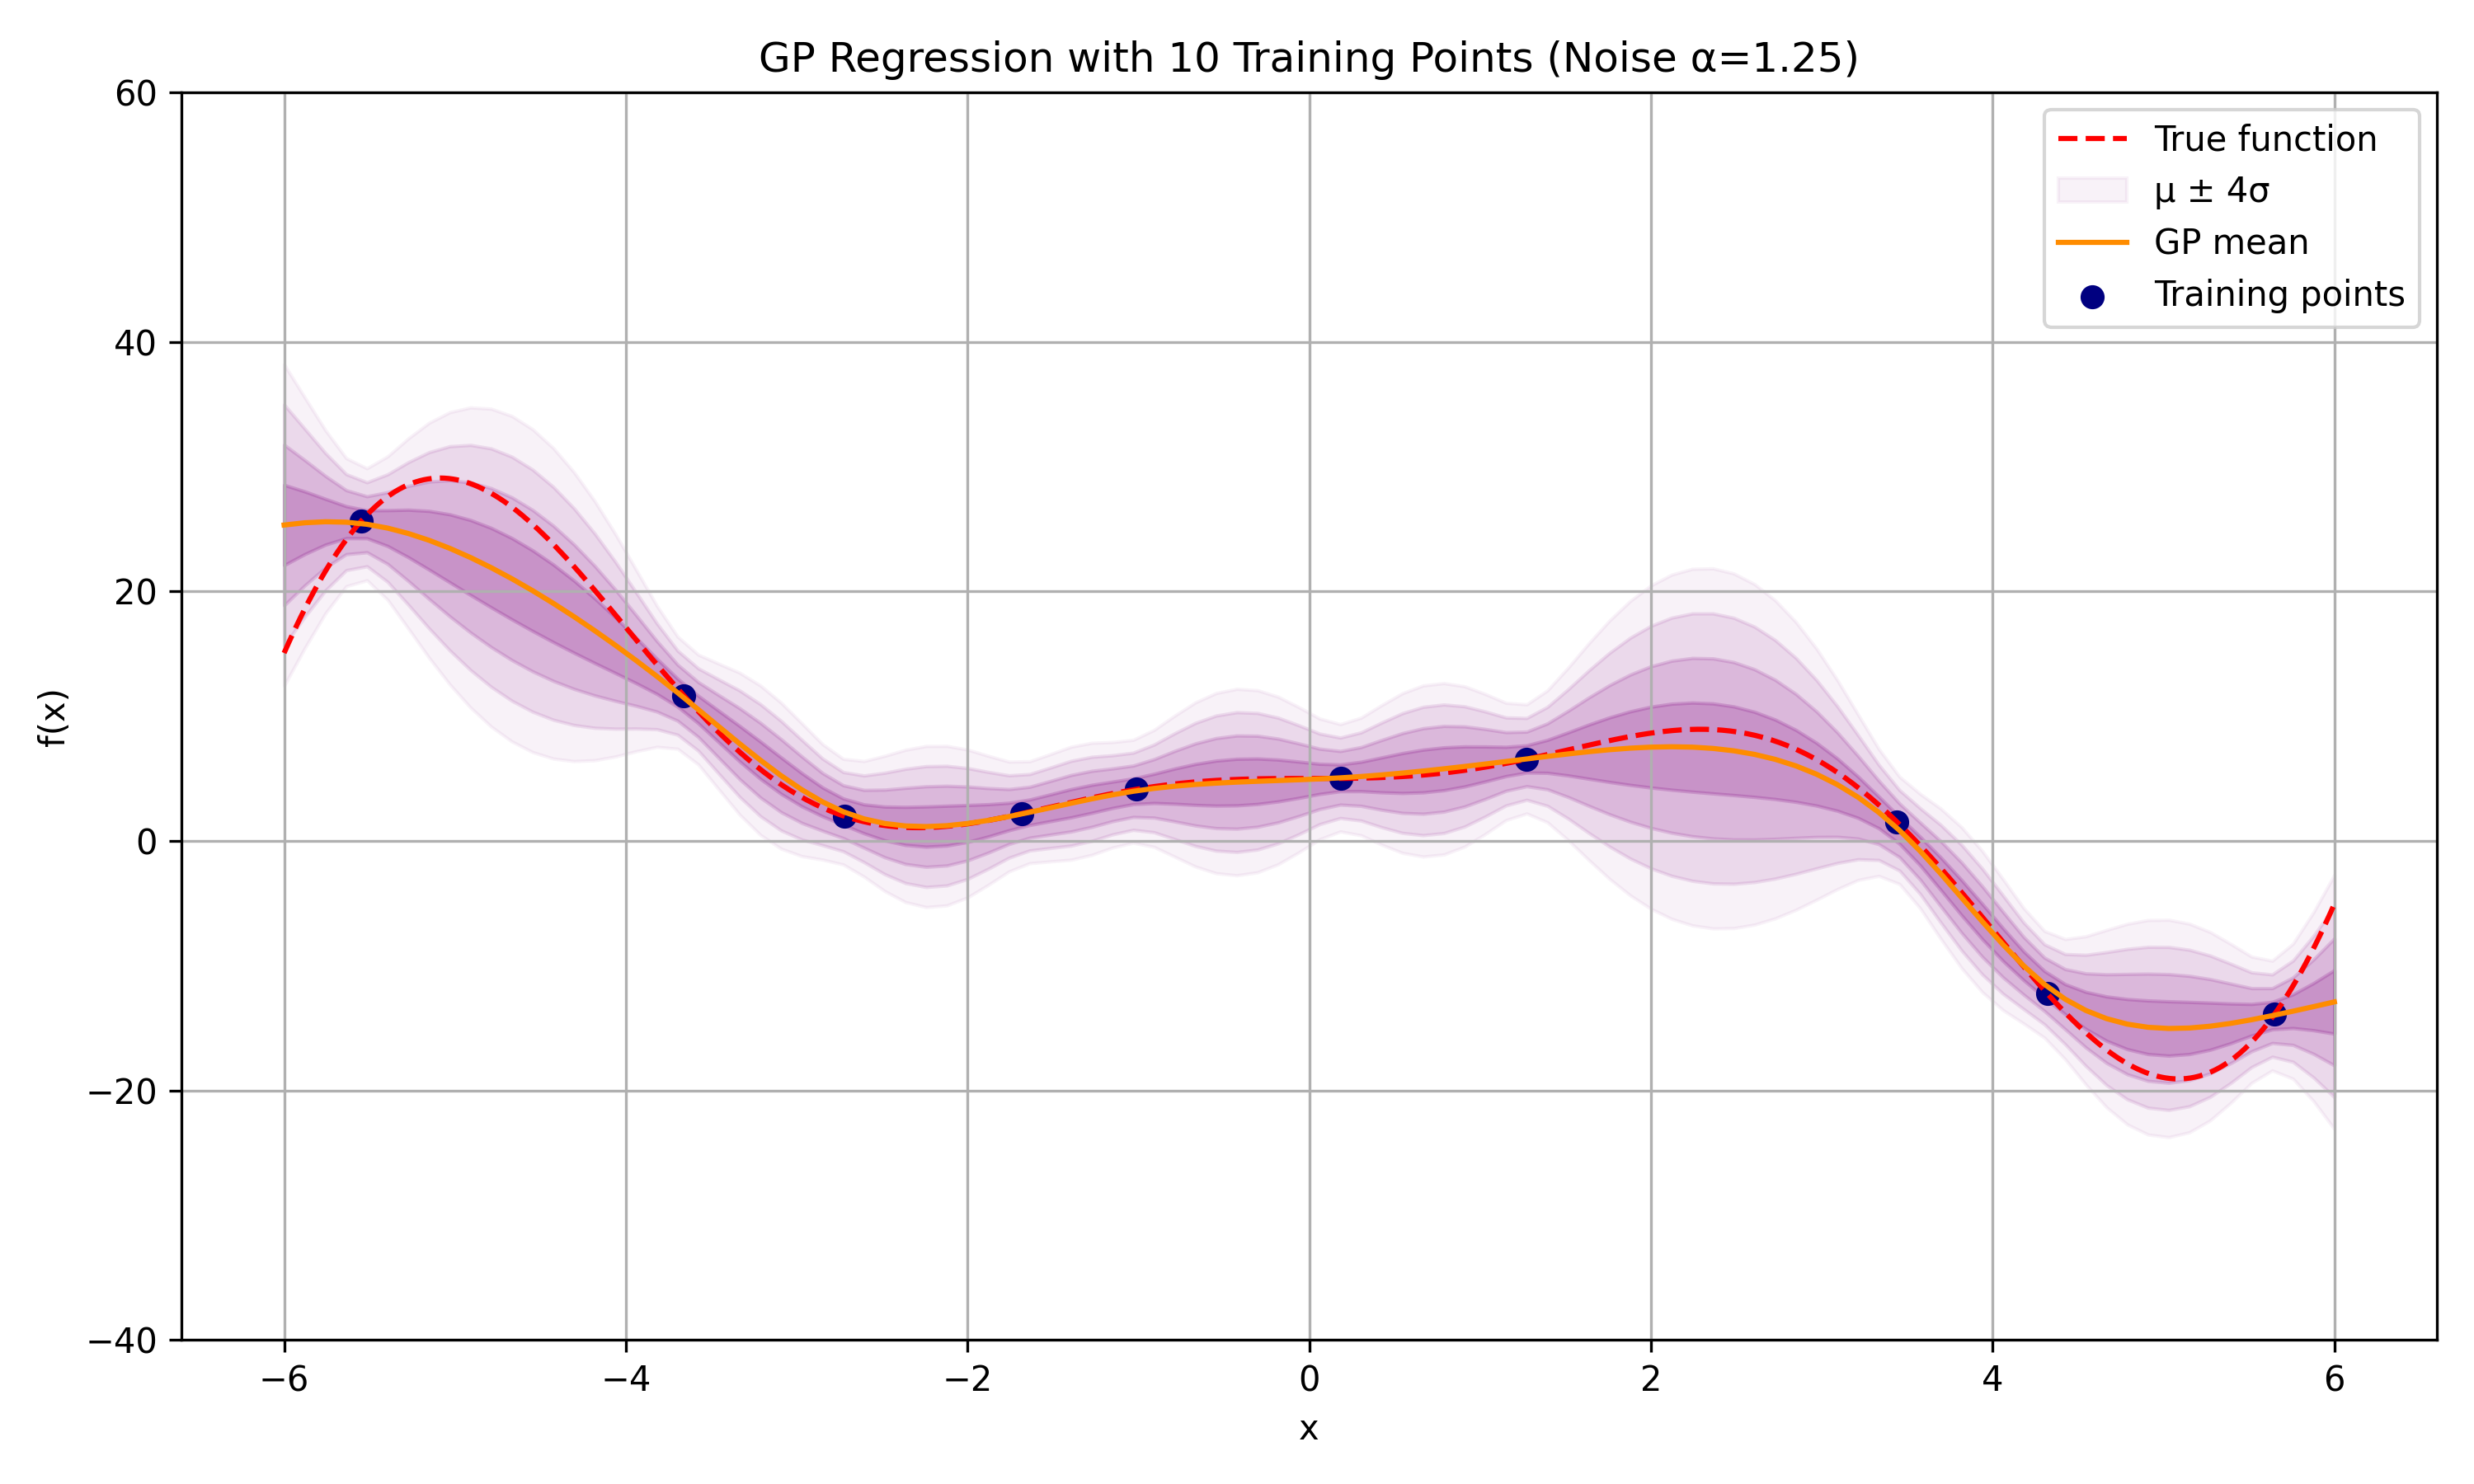 GP Regression with 10 Training Points (Noise α=1.25)
True function
μ ± 4σ
GP mean
Training points
60
40
20
0
−20
−40
f(x)
−6
−4
−2
0
2
4
6
x